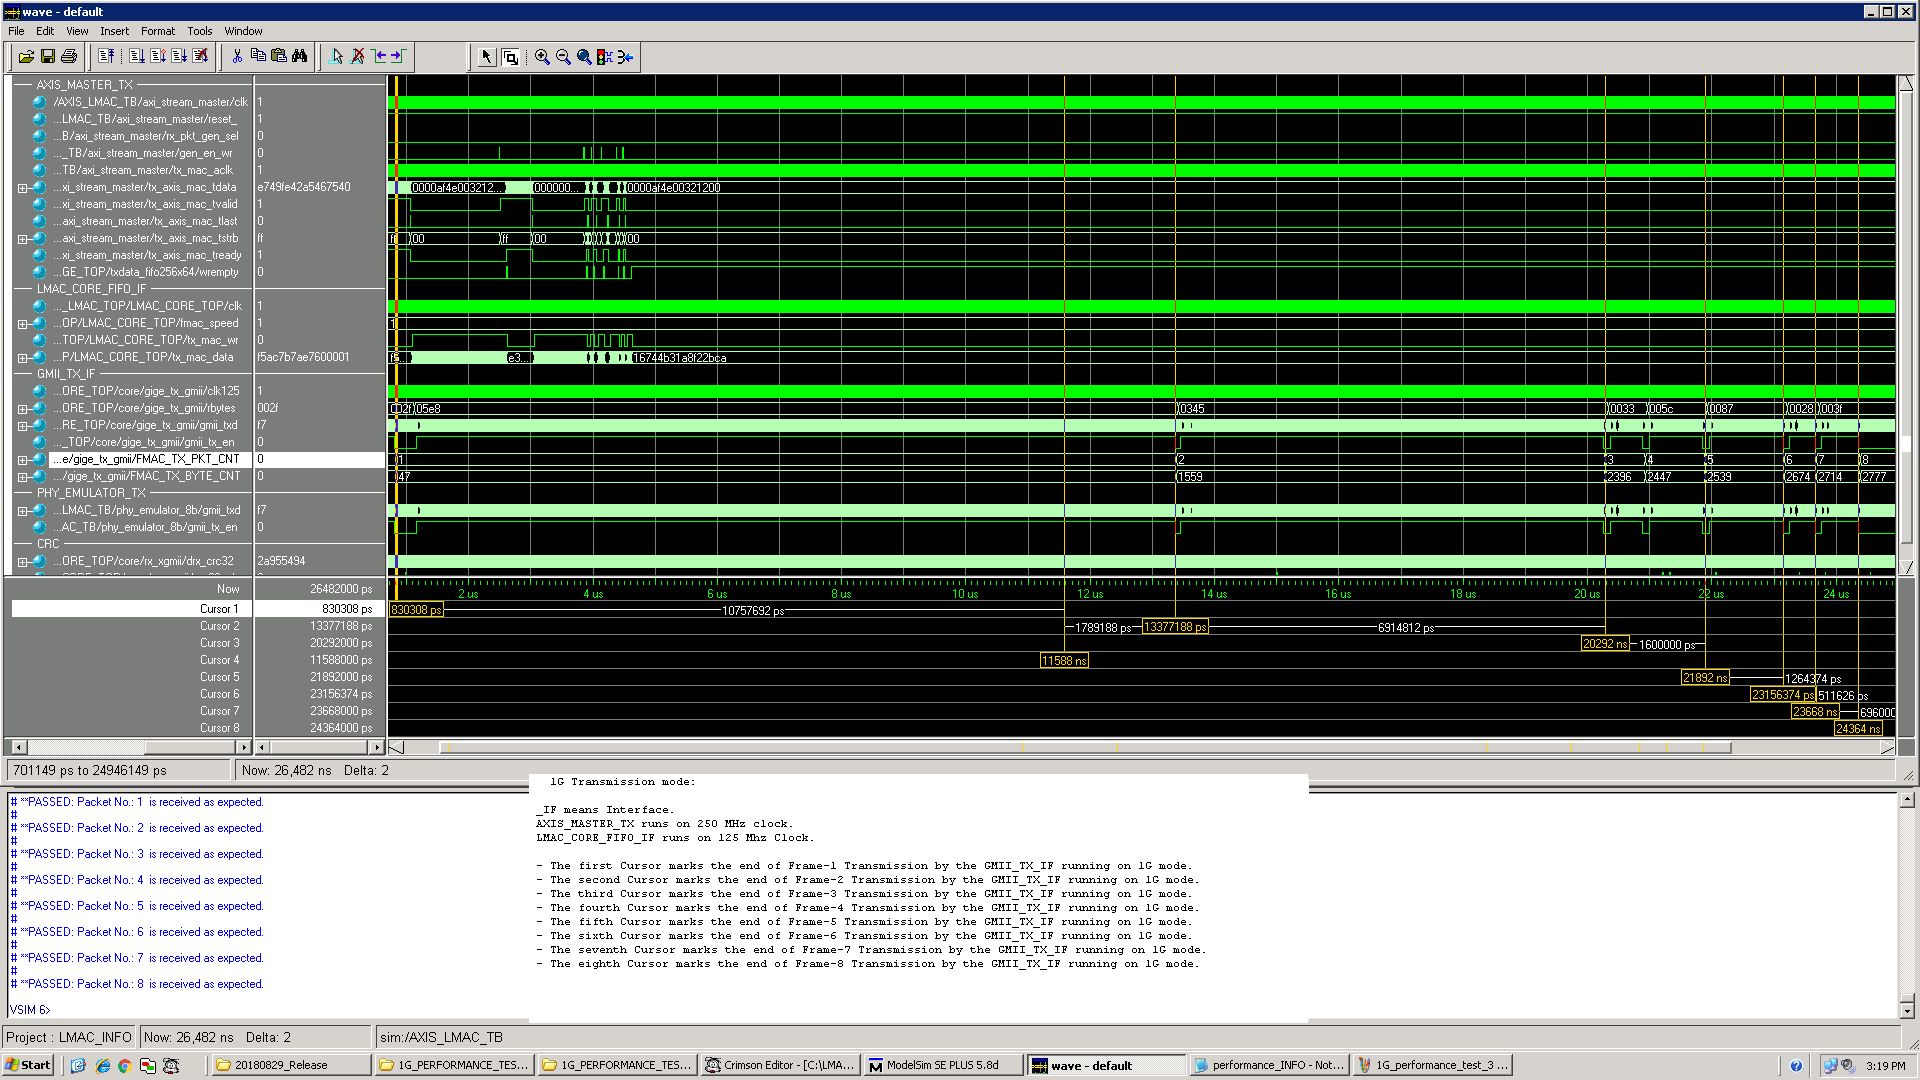 wave - default
File Edit View Insert Format Tools Window
AXIS_MASTER_TX
/AXIS_LMAC_TB/axi_stream_master/clk 1
...LMAC_TB/axi_stream_master/reset_ 1
...B/axi_stream_master/rx_pkt_gen_sel 0
..._TB/axi_stream_master/gen_en_wr 0
...TB/axi_stream_master/tx_mac_aclk 1
...xi_stream_master/tx_axis_mac_tdata e749fe42a5467540 0000af4e003212... 000000... 0000af4e00321200
...xi_stream_master/tx_axis_mac_tvalid 1
...axi_stream_master/tx_axis_mac_tlast 0
...axi_stream_master/tx_axis_mac_tstrb ff 00 ff 00 00
...xi_stream_master/tx_axis_mac_tready 1
...GE_TOP/txdata_fifo256x64/wrempty 0
LMAC_CORE_FIFO_IF
..._LMAC_TOP/LMAC_CORE_TOP/clk 1
...OP/LMAC_CORE_TOP/fmac_speed 1 1
...TOP/LMAC_CORE_TOP/tx_mac_wr 0
...P/LMAC_CORE_TOP/tx_mac_data f5ac7b7ae7600001 f5... e3... 16744b31a8f22bca
GMII_TX_IF
...ORE_TOP/core/gige_tx_gmii/clk125 1
...ORE_TOP/core/gige_tx_gmii/rbytes 002f 002f 05e8 0345 0033 005c 0087 0028 003f
...RE_TOP/core/gige_tx_gmii/gmii_txd f7
..._TOP/core/gige_tx_gmii/gmii_tx_en 0
...e/gige_tx_gmii/FMAC_TX_PKT_CNT 0 1 2 3 4 5 6 7 8
.../gige_tx_gmii/FMAC_TX_BYTE_CNT 0 47 1559 2396 2447 2539 2674 2714 2777
PHY_EMULATOR_TX
...LMAC_TB/phy_emulator_8b/gmii_txd f7
...AC_TB/phy_emulator_8b/gmii_tx_en 0
CRC
...ORE_TOP/core/rx_xgmii/drx_crc32 2a955494
Now 26482000 ps 2 us 4 us 6 us 8 us 10 us 12 us 14 us 16 us 18 us 20 us 22 us 24 us
Cursor 1 830308 ps 830308 ps 10757692 ps
Cursor 2 13377188 ps 1789188 ps 13377188 ps 6914812 ps
Cursor 3 20292000 ps 20292 ns 1600000 ps
Cursor 4 11588000 ps 11588 ns
Cursor 5 21892000 ps 21892 ns 1264374 ps
Cursor 6 23156374 ps 23156374 ps 511626 ps
Cursor 7 23668000 ps 23668 ns 696000
Cursor 8 24364000 ps 24364 ns
701149 ps to 24946149 ps Now: 26,482 ns Delta: 2
# **PASSED: Packet No.: 1 is received as expected.
#
# **PASSED: Packet No.: 2 is received as expected.
#
# **PASSED: Packet No.: 3 is received as expected.
#
# **PASSED: Packet No.: 4 is received as expected.
#
# **PASSED: Packet No.: 5 is received as expected.
#
# **PASSED: Packet No.: 6 is received as expected.
#
# **PASSED: Packet No.: 7 is received as expected.
#
# **PASSED: Packet No.: 8 is received as expected.
VSIM 6>
1G Transmission mode:
_IF means Interface.
AXIS_MASTER_TX runs on 250 MHz clock.
LMAC_CORE_FIFO_IF runs on 125 Mhz Clock.
- The first Cursor marks the end of Frame-1 Transmission by the GMII_TX_IF running on 1G mode.
- The second Cursor marks the end of Frame-2 Transmission by the GMII_TX_IF running on 1G mode.
- The third Cursor marks the end of Frame-3 Transmission by the GMII_TX_IF running on 1G mode.
- The fourth Cursor marks the end of Frame-4 Transmission by the GMII_TX_IF running on 1G mode.
- The fifth Cursor marks the end of Frame-5 Transmission by the GMII_TX_IF running on 1G mode.
- The sixth Cursor marks the end of Frame-6 Transmission by the GMII_TX_IF running on 1G mode.
- The seventh Cursor marks the end of Frame-7 Transmission by the GMII_TX_IF running on 1G mode.
- The eighth Cursor marks the end of Frame-8 Transmission by the GMII_TX_IF running on 1G mode.
Project : LMAC_INFO Now: 26,482 ns Delta: 2 sim:/AXIS_LMAC_TB
Start 20180829_Release 1G_PERFORMANCE_TES... 1G_PERFORMANCE_TES... Crimson Editor - [C:\LMA... ModelSim SE PLUS 5.8d wave - default performance_INFO - Not... 1G_performance_test_3 ... 3:19 PM